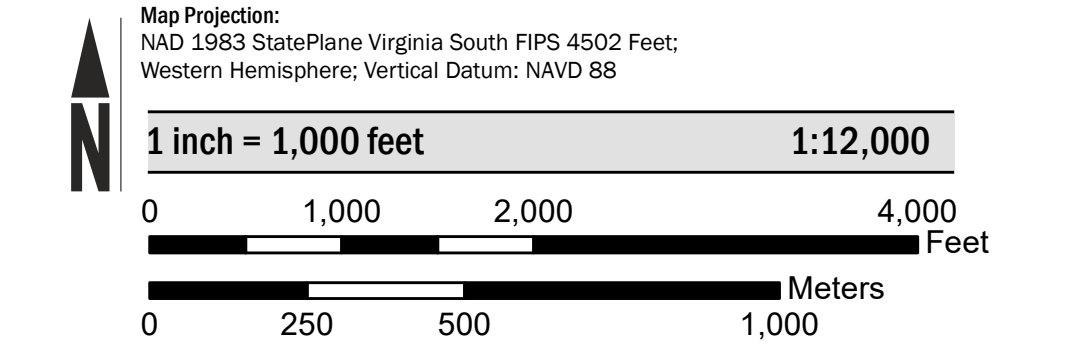 Map Projection:
NAD 1983 StatePlane Virginia South FIPS 4502 Feet;
Western Hemisphere; Vertical Datum: NAVD 88
N
1 inch = 1,000 feet 1:12,000
0 1,000 2,000 4,000
Feet
Meters
0 250 500 1,000